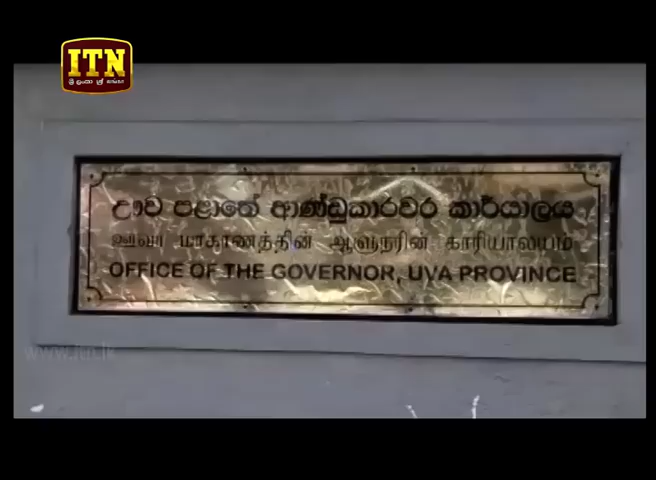 ITN
ශ්‍රී ලංකා
ඌව පළාතේ ආණ්ඩුකාරවර කාර්යාලය
ஊவா மாகாணத்தின் ஆளுநரின் காரியாலயம்
OFFICE OF THE GOVERNOR, UVA PROVINCE
www.itn.lk